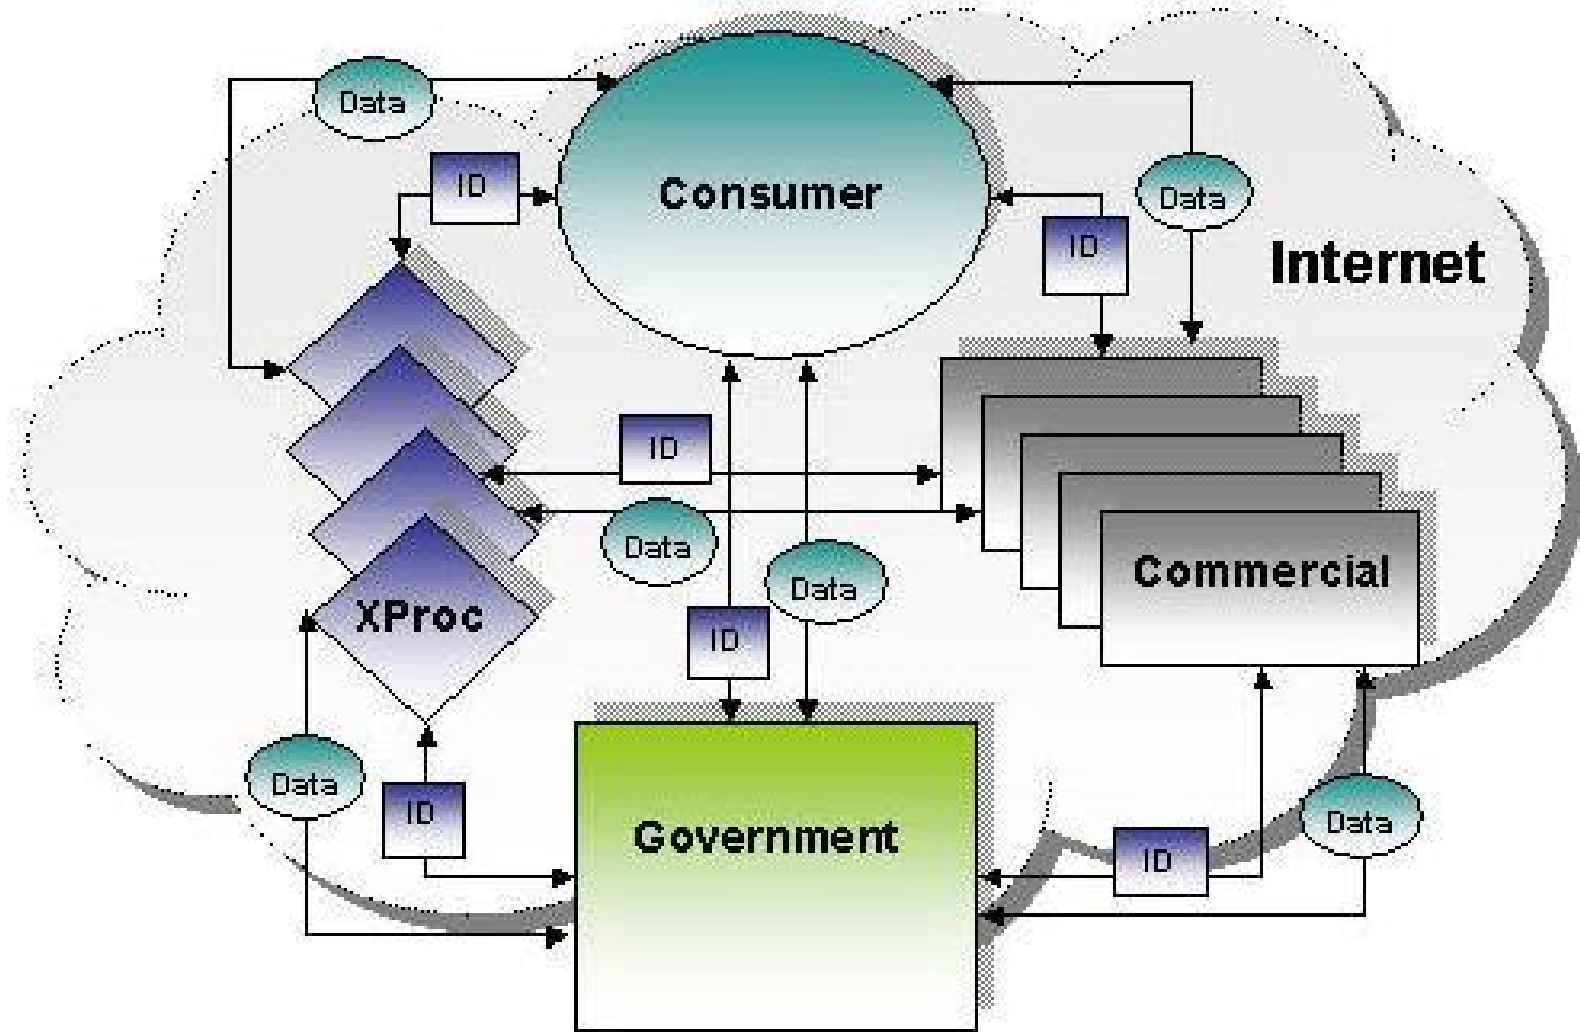 Data
ID
Consumer
Data
ID
Internet
ID
Data
Data
Commercial
XProc
ID
Data
ID
Government
ID
Data